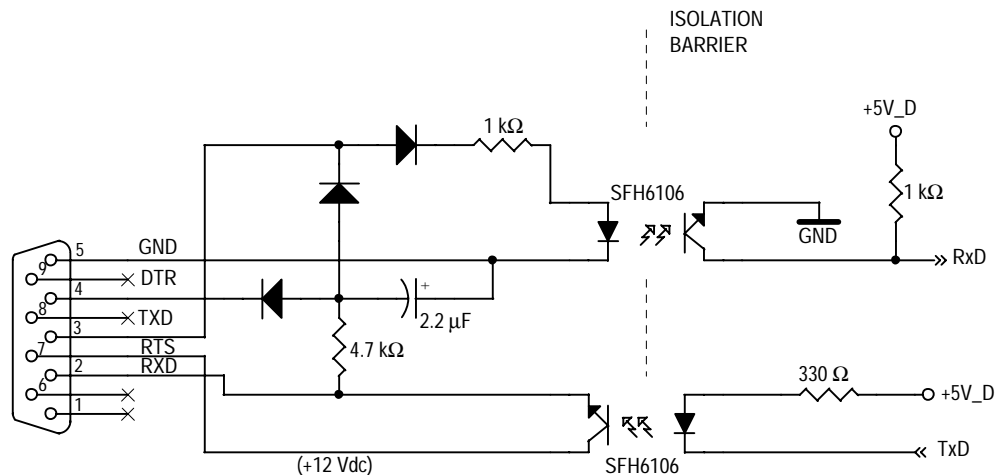 ISOLATION
BARRIER
+5V_D
1 kΩ
1 kΩ
SFH6106
GND
RxD
5
GND
9
DTR
4
8
TXD
+
2.2 µF
3
7
RTS
4.7 kΩ
2
RXD
6
1
330 Ω
+5V_D
TxD
(+12 Vdc)
SFH6106